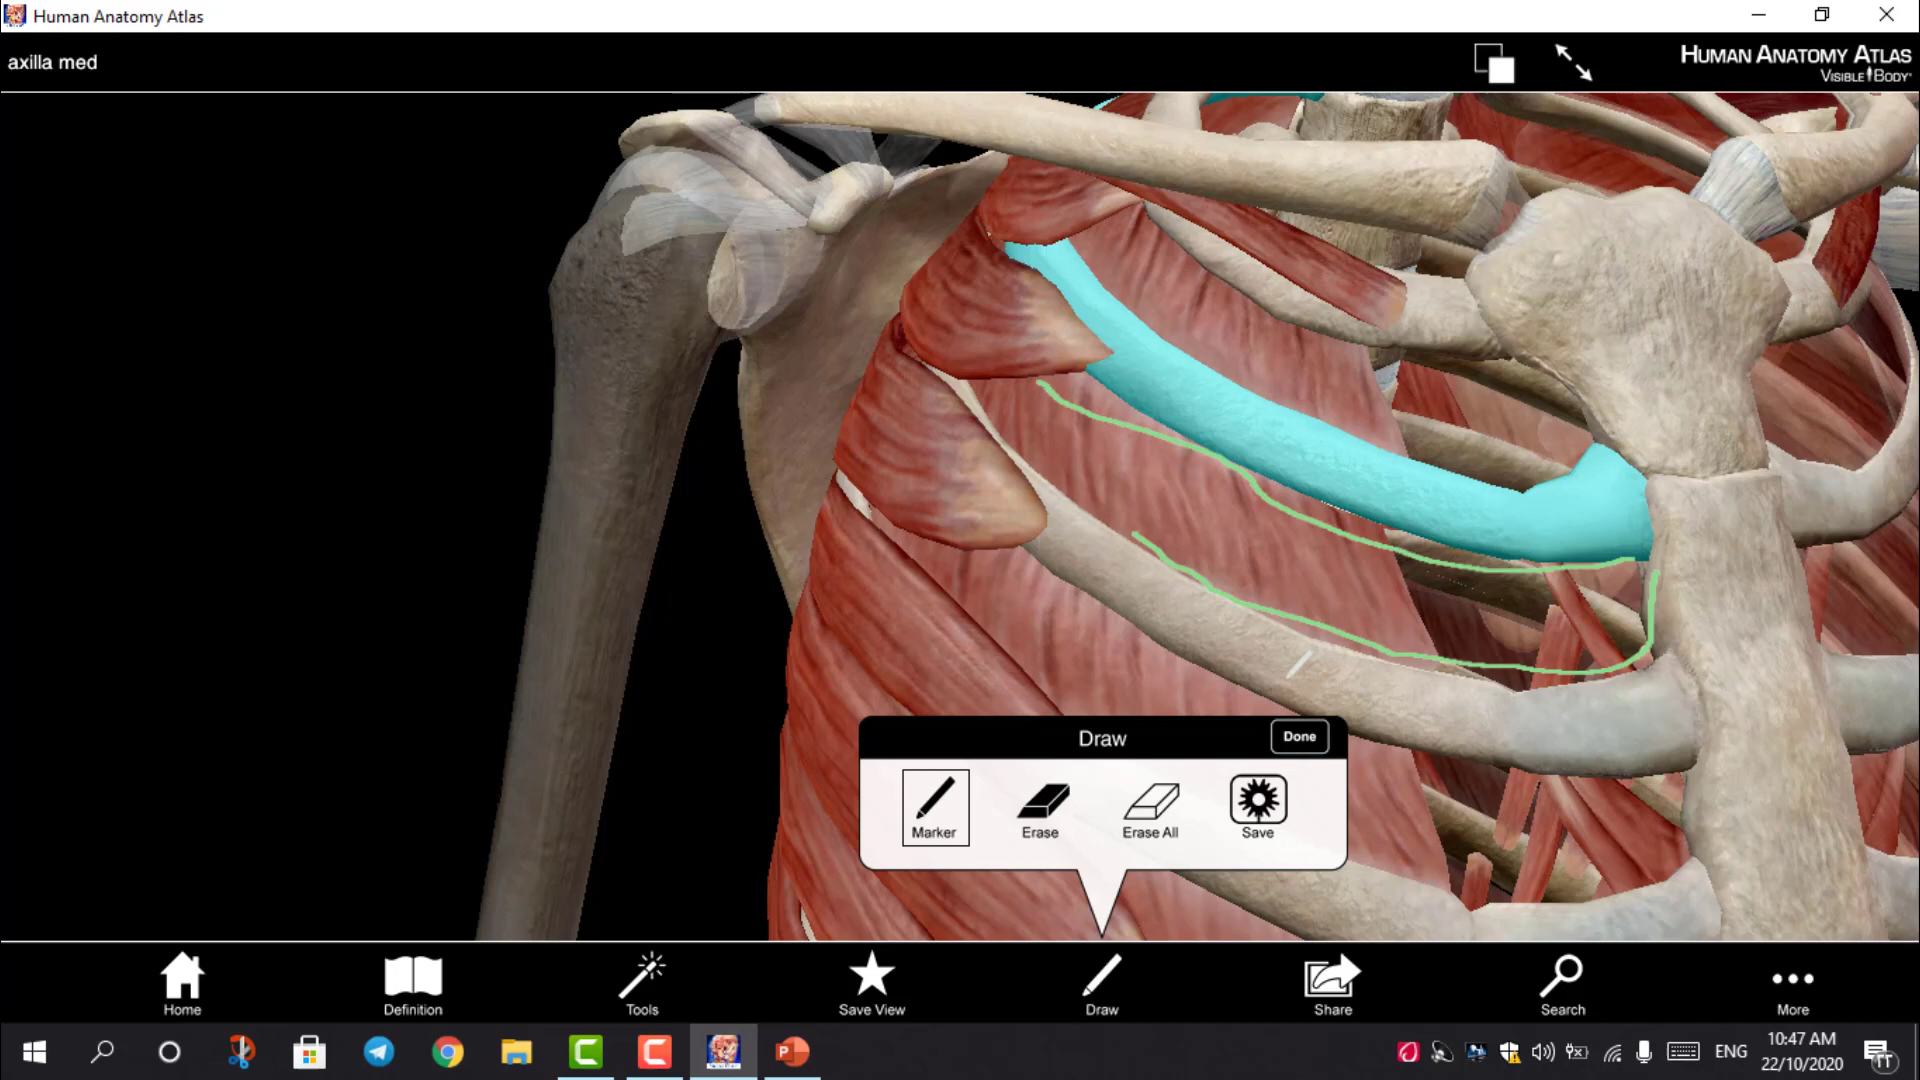 Human Anatomy Atlas
axilla med
HUMAN ANATOMY ATLAS
VISIBLE BODY
Draw
Done
Marker
Erase
Erase All
Save
Home
Definition
Tools
Save View
Draw
Share
Search
More
ENG
10:47 AM
22/10/2020